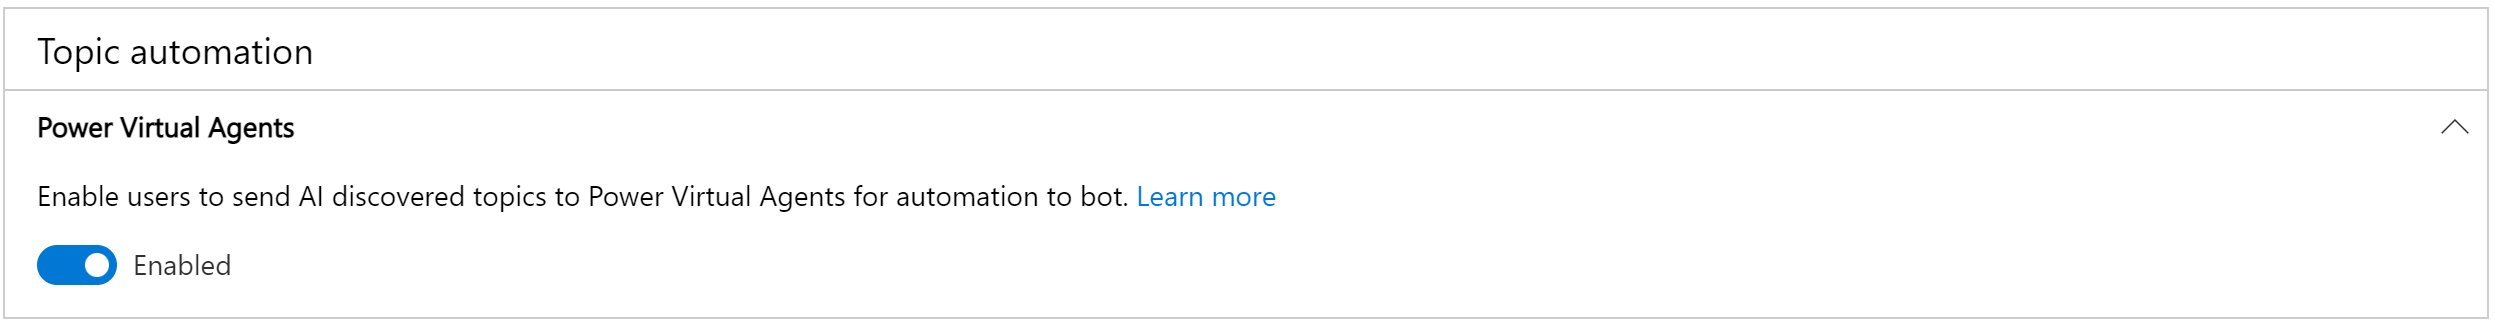 Topic automation
Power Virtual Agents
Enable users to send AI discovered topics to Power Virtual Agents for automation to bot. Learn more
Enabled